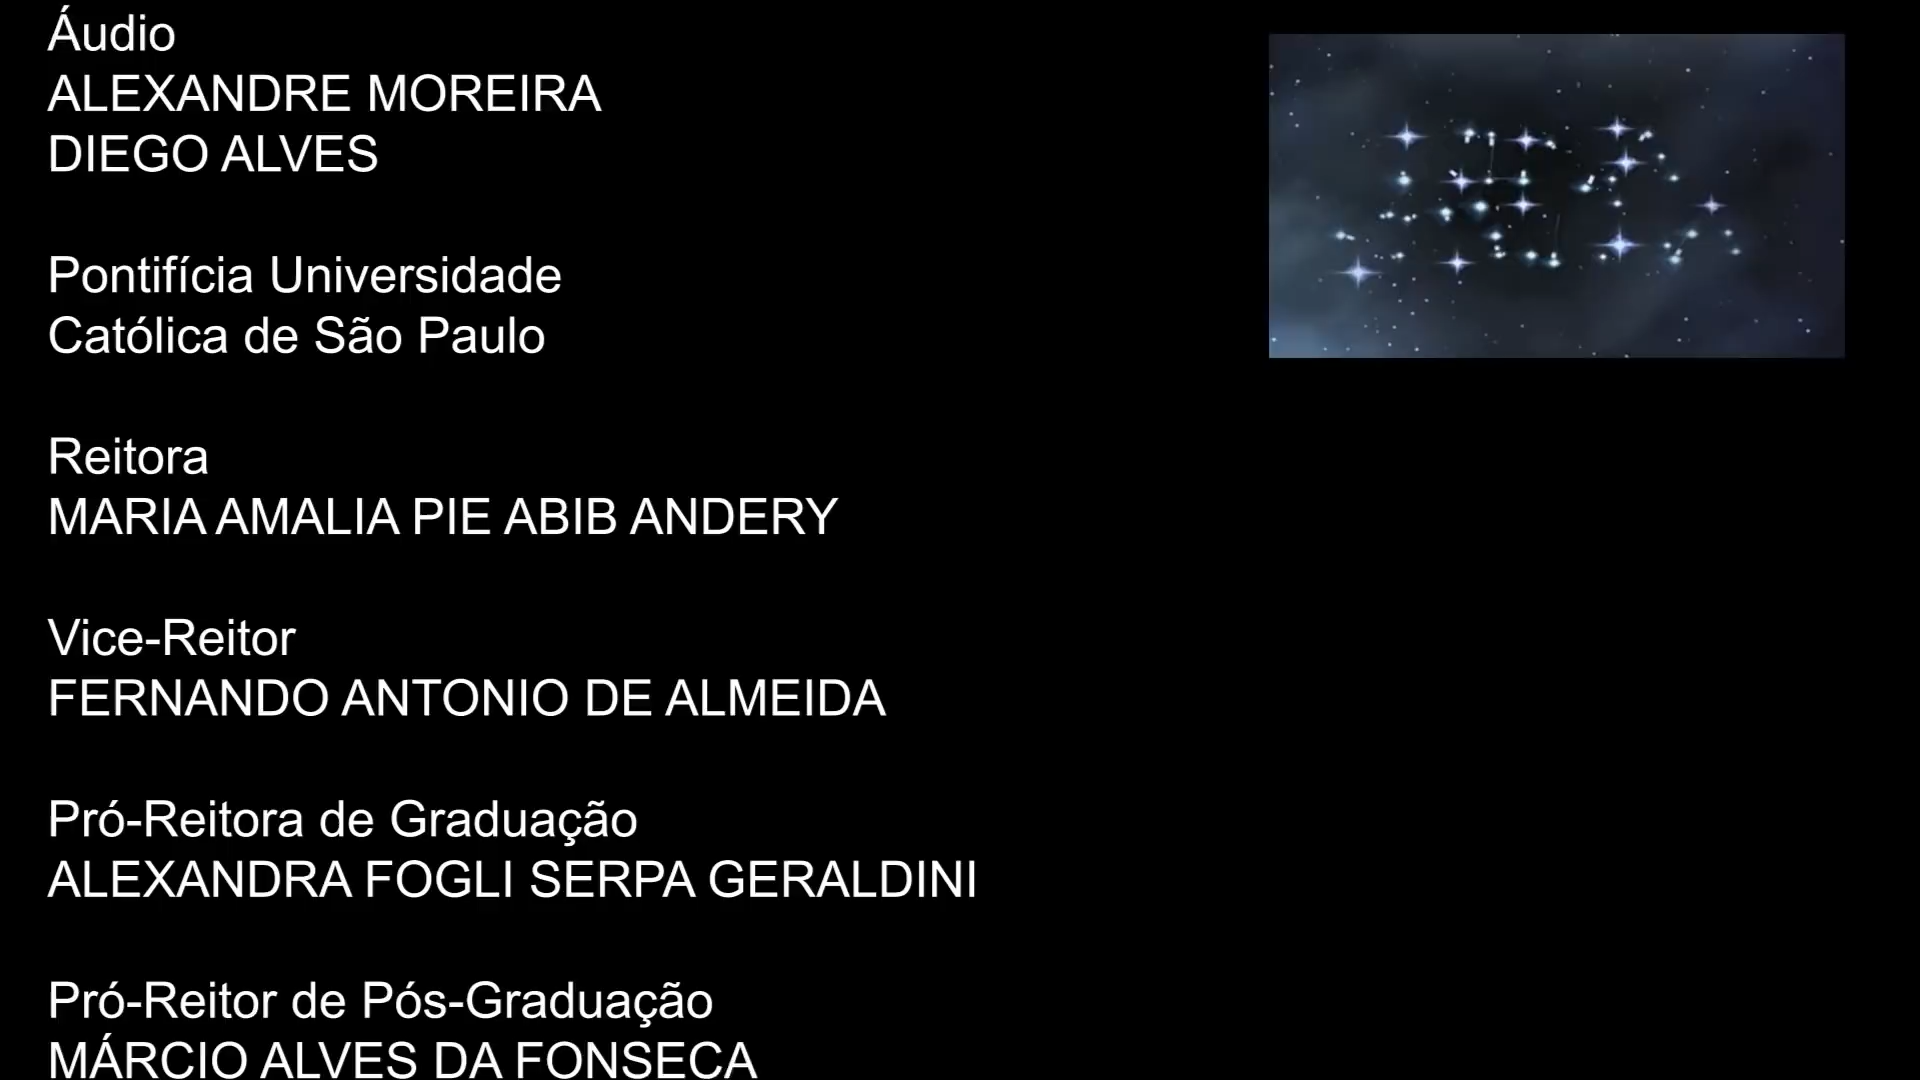 Áudio
ALEXANDRE MOREIRA
DIEGO ALVES
Pontifícia Universidade
Católica de São Paulo
Reitora
MARIA AMALIA PIE ABIB ANDERY
Vice-Reitor
FERNANDO ANTONIO DE ALMEIDA
Pró-Reitora de Graduação
ALEXANDRA FOGLI SERPA GERALDINI
Pró-Reitor de Pós-Graduação
MÁRCIO ALVES DA FONSECA